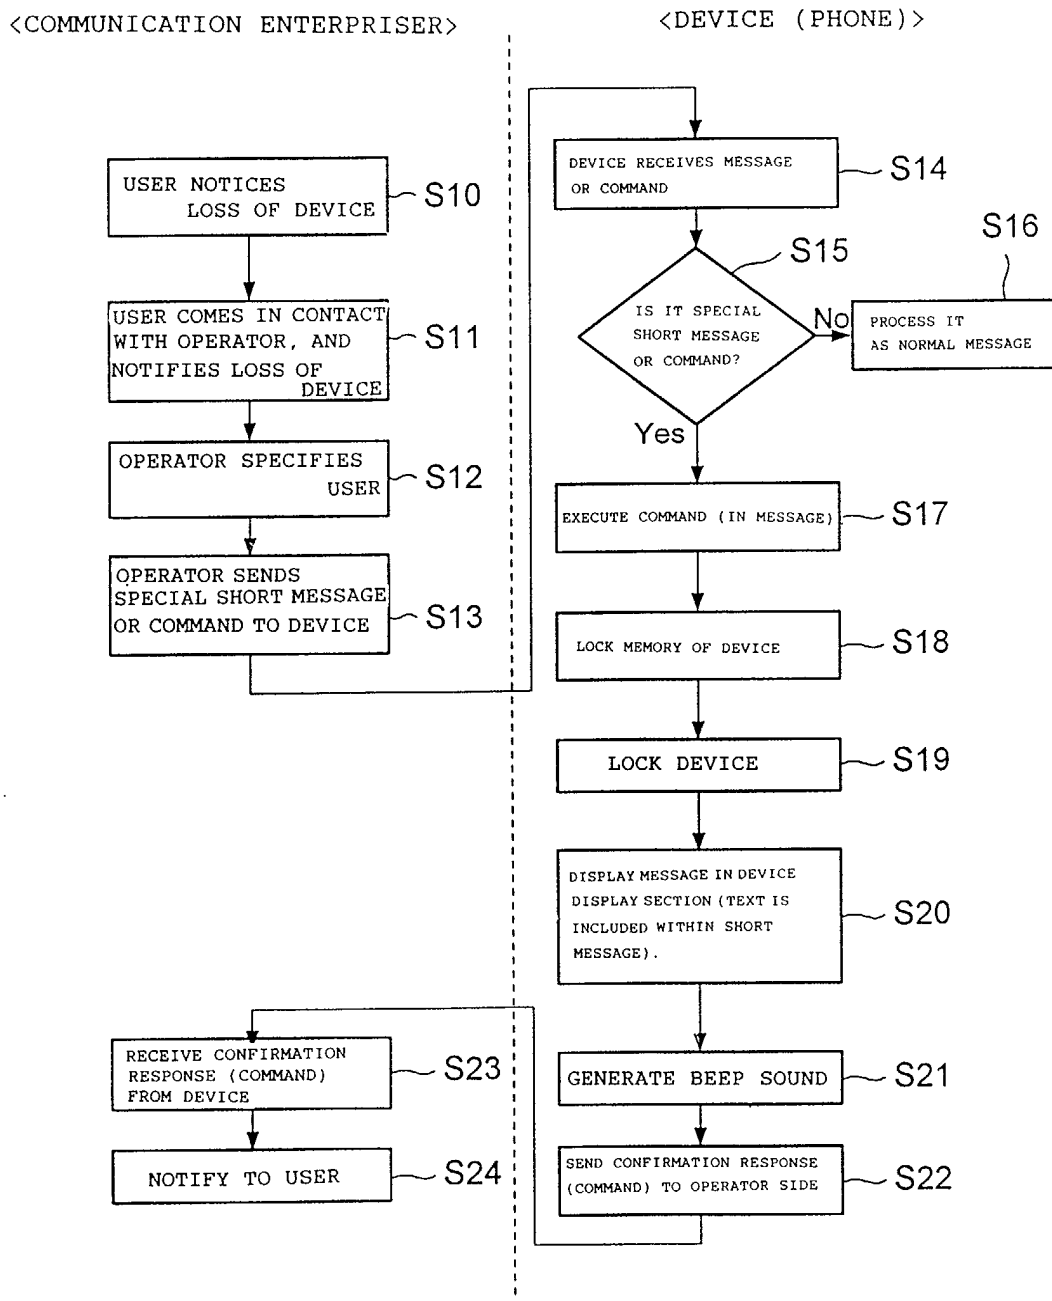 <COMMUNICATION ENTERPRISER>
<DEVICE (PHONE)>
USER NOTICES
LOSS OF DEVICE
S10
USER COMES IN CONTACT
WITH OPERATOR, AND
NOTIFIES LOSS OF
DEVICE
S11
OPERATOR SPECIFIES
USER
S12
OPERATOR SENDS
SPECIAL SHORT MESSAGE
OR COMMAND TO DEVICE
S13
DEVICE RECEIVES MESSAGE
OR COMMAND
S14
IS IT SPECIAL
SHORT MESSAGE
OR COMMAND?
S15
No
PROCESS IT
AS NORMAL MESSAGE
S16
Yes
EXECUTE COMMAND (IN MESSAGE)
S17
LOCK MEMORY OF DEVICE
S18
LOCK DEVICE
S19
DISPLAY MESSAGE IN DEVICE
DISPLAY SECTION (TEXT IS
INCLUDED WITHIN SHORT
MESSAGE).
S20
GENERATE BEEP SOUND
S21
SEND CONFIRMATION RESPONSE
(COMMAND) TO OPERATOR SIDE
S22
RECEIVE CONFIRMATION
RESPONSE (COMMAND)
FROM DEVICE
S23
NOTIFY TO USER
S24